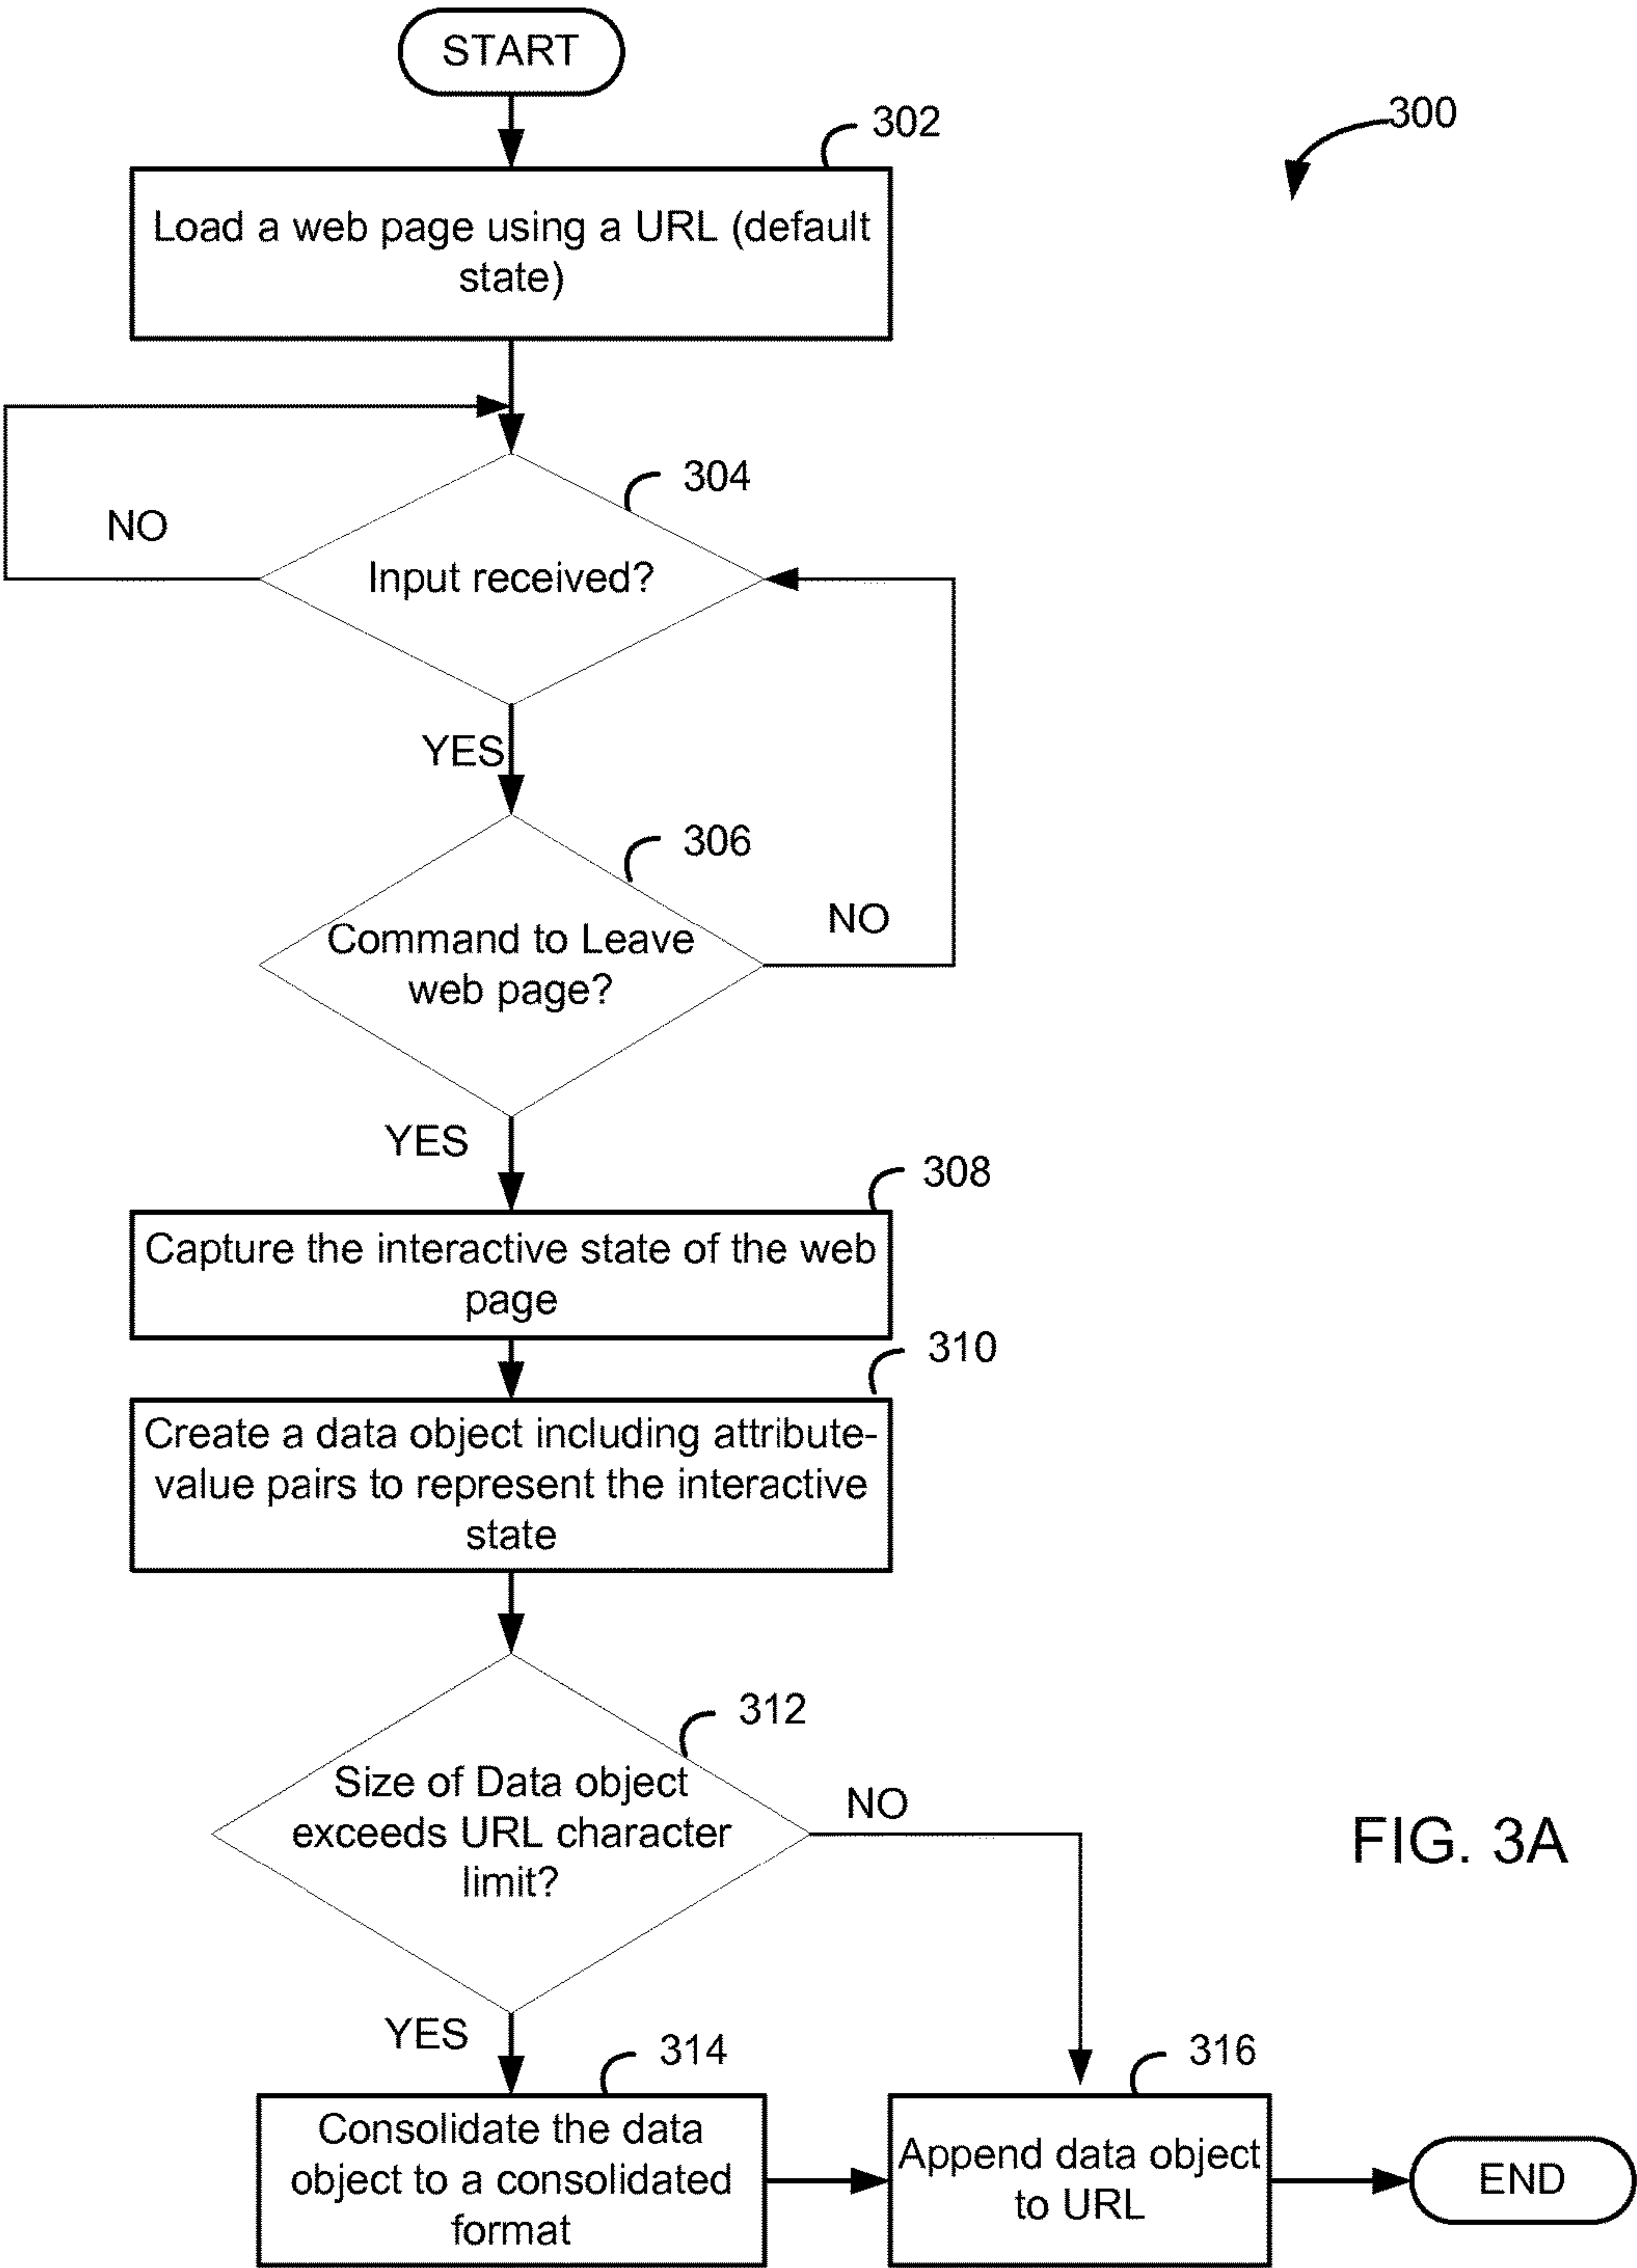 START
302
300
Load a web page using a URL (default
state)
304
NO
Input received?
YES
306
NO
Command to Leave
web page?
YES
308
Capture the interactive state of the web
page
310
Create a data object including attribute-
value pairs to represent the interactive
state
312
Size of Data object
exceeds URL character
limit?
NO
FIG. 3A
YES
314
316
Consolidate the data
object to a consolidated
format
Append data object
to URL
END